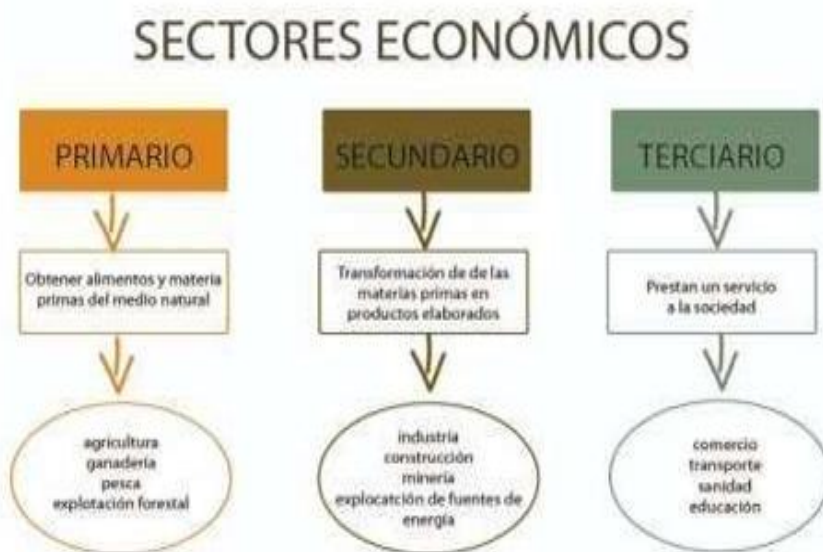 SECTORES ECONÓMICOS
PRIMARIO
Obtener alimentos y materia
primas del medio natural
agricultura
ganadería
pesca
explotación forestal
SECUNDARIO
Transformación de de las
materias primas en
productos elaborados
industria
construcción
minería
explocatción de fuentes de
energía
TERCIARIO
Prestan un servicio
a la sociedad
comercio
transporte
sanidad
educación